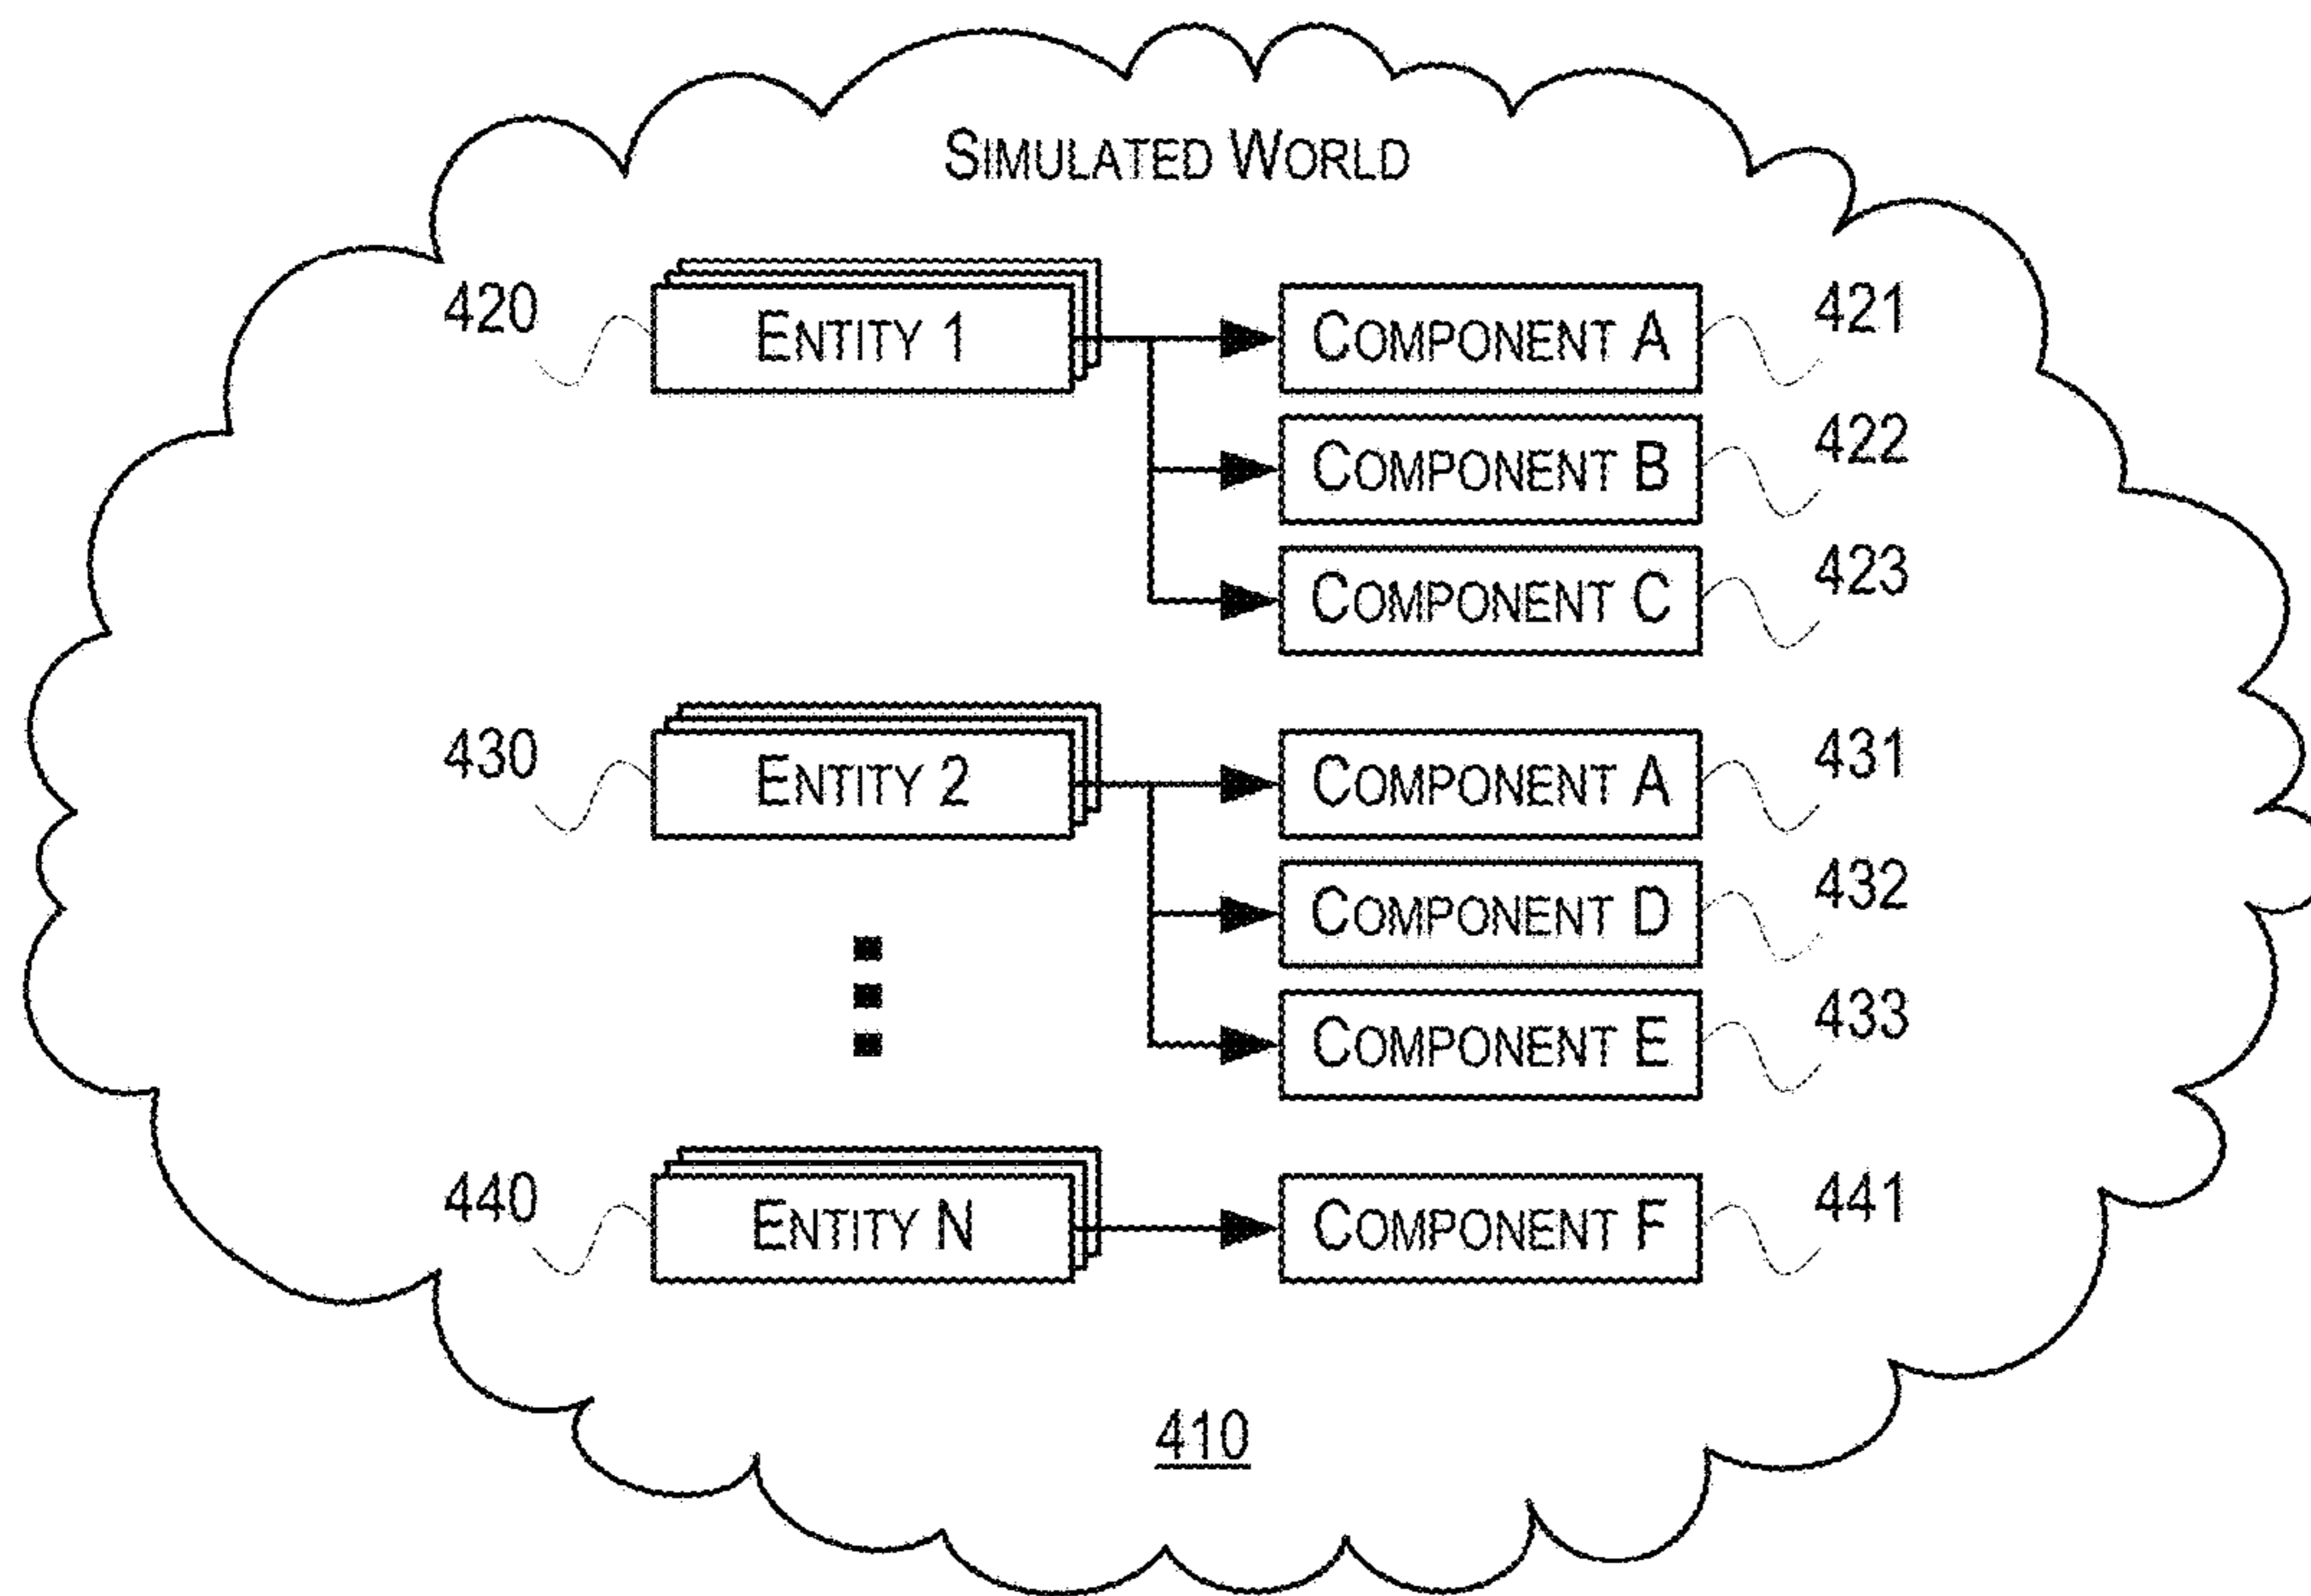 SIMULATED WORLD
420 ENTITY 1 COMPONENT A 421
COMPONENT B 422
COMPONENT C 423
430 ENTITY 2 COMPONENT A 431
COMPONENT D 432
COMPONENT E 433
440 ENTITY N COMPONENT F 441
410